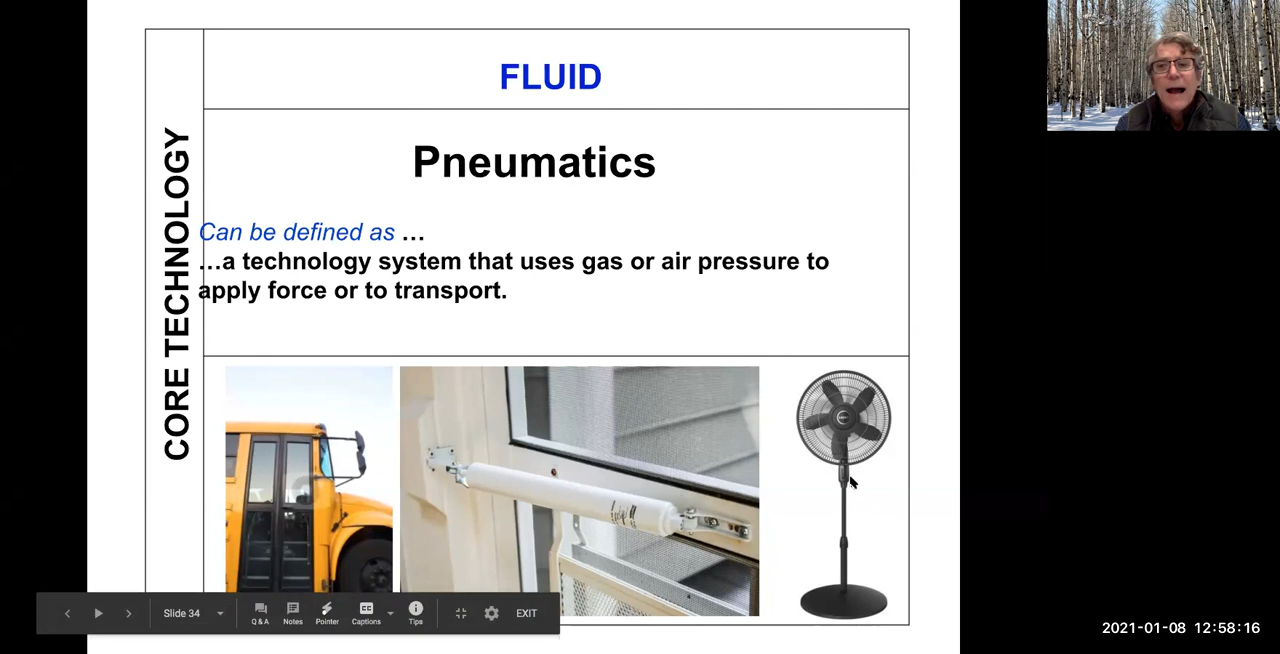 FLUID
CORE TECHNOLOGY
Pneumatics
Can be defined as …
…a technology system that uses gas or air pressure to
apply force or to transport.
Slide 34
Q & A
Notes
Pointer
Captions
Tips
EXIT
2021-01-08 12:58:16